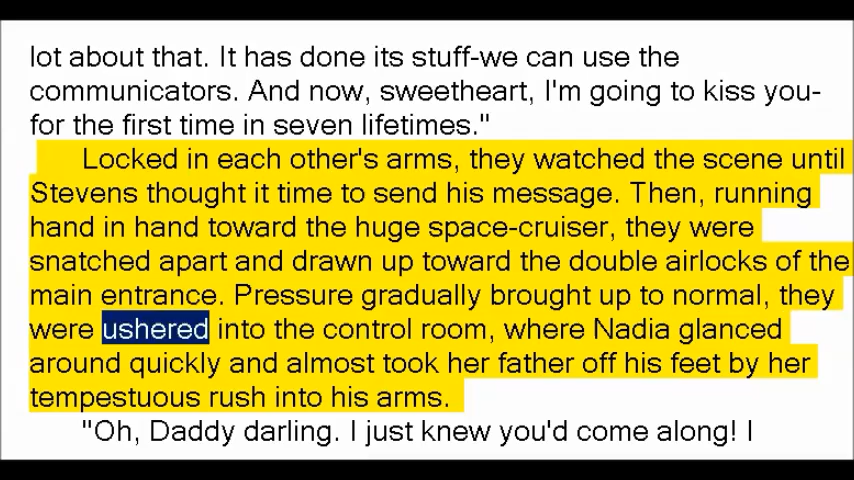 lot about that. It has done its stuff-we can use the
communicators. And now, sweetheart, I'm going to kiss you-
for the first time in seven lifetimes."
Locked in each other's arms, they watched the scene until
Stevens thought it time to send his message. Then, running
hand in hand toward the huge space-cruiser, they were
snatched apart and drawn up toward the double airlocks of the
main entrance. Pressure gradually brought up to normal, they
were ushered into the control room, where Nadia glanced
around quickly and almost took her father off his feet by her
tempestuous rush into his arms.
"Oh, Daddy darling. I just knew you'd come along! I